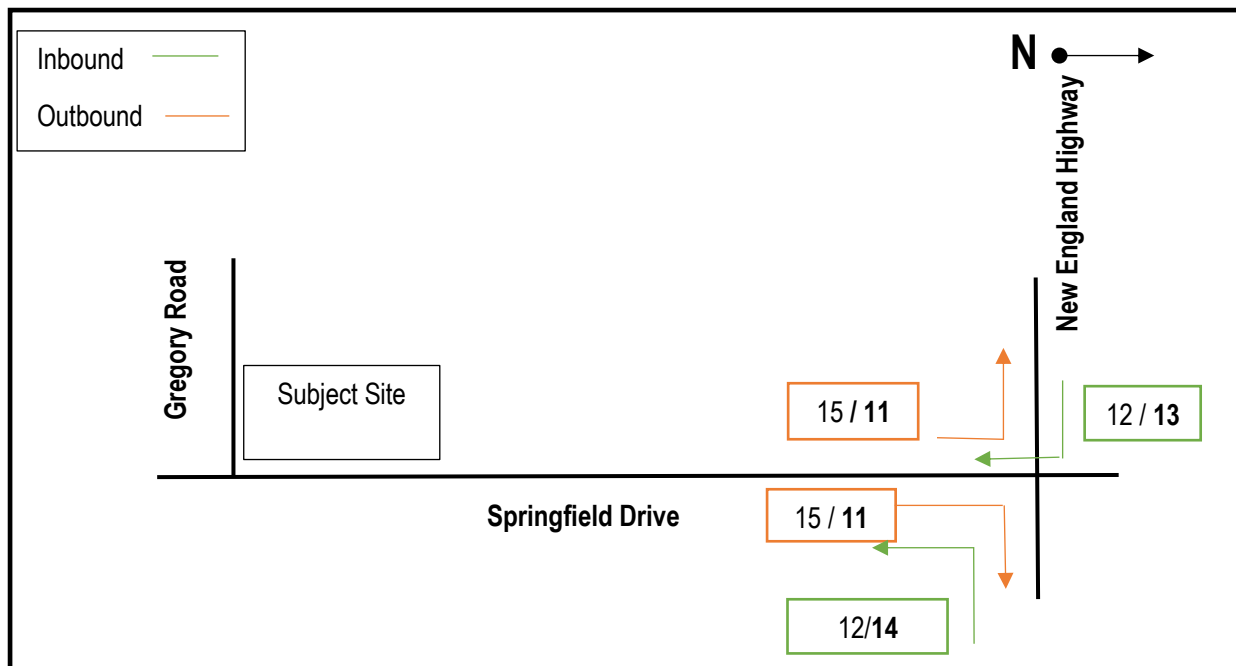 Inbound
Outbound
N
New England Highway
Gregory Road
Subject Site
15 / 11
12 / 13
Springfield Drive
15 / 11
12/14